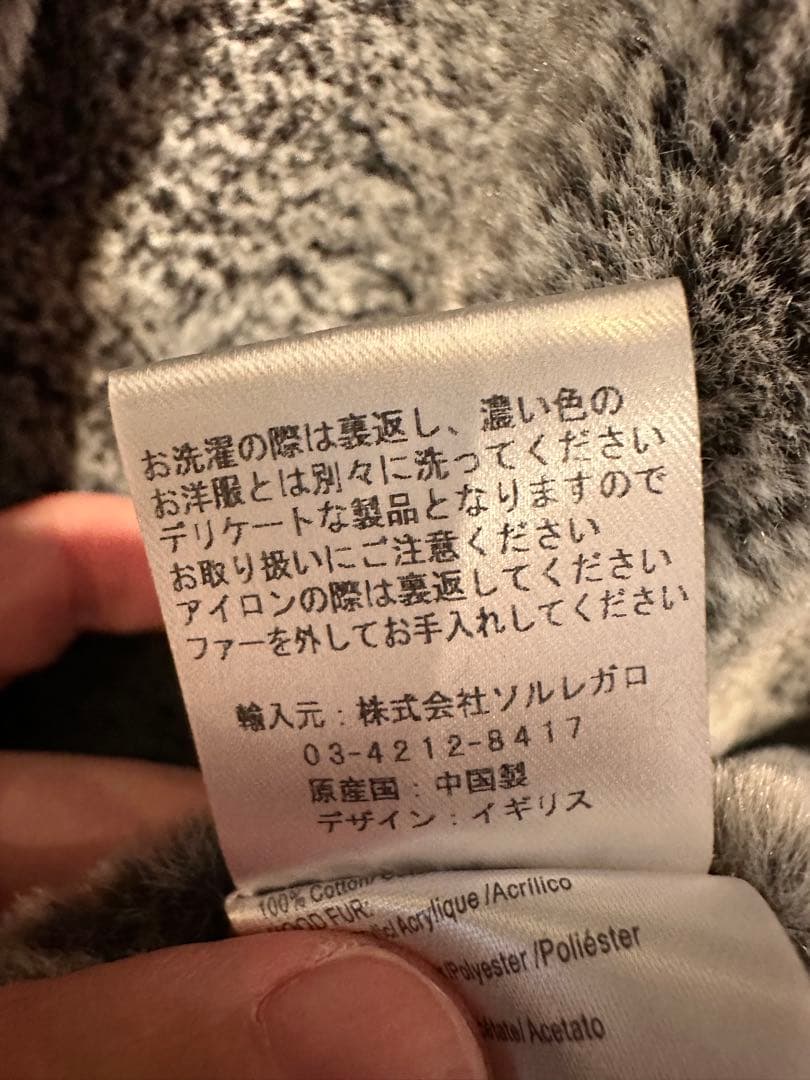 お洗濯の際は裏返し、濃い色の
お洋服とは別々に洗ってください
デリケートな製品となりますので
お取り扱いにご注意ください
アイロンの際は裏返してください
ファーを外してお手入れしてください
輸入元：株式会社ソルレガロ
03-4212-8417
原産国：中国製
デザイン：イギリス
100% Cotton/
HOOD FUR:
Acrylique/Acrílico
/Polyester/Poliéster
/Acetato